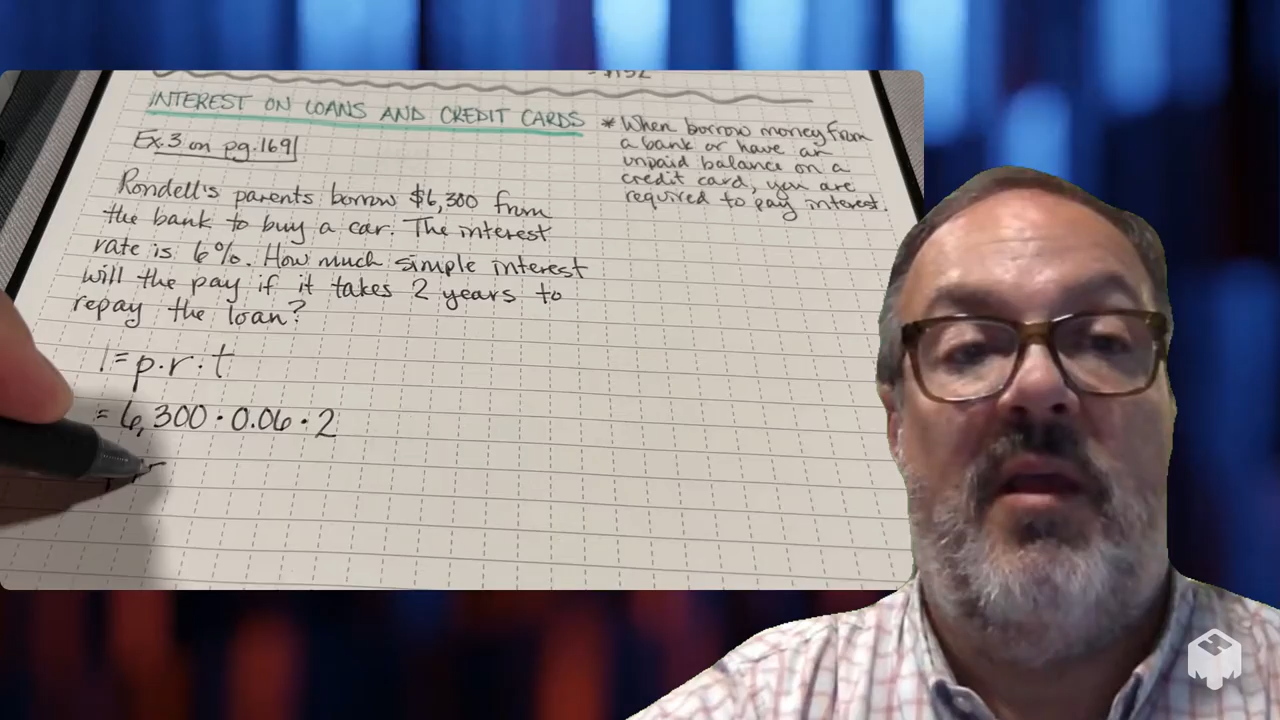 INTEREST ON LOANS AND CREDIT CARDS
Ex.3 on pg.169
Rondell's parents borrow $6,300 from
the bank to buy a car. The interest
rate is 6%. How much simple interest
will the pay if it takes 2 years to
repay the loan?
* When borrow money from
a bank or have an
unpaid balance on a
credit card, you are
required to pay interest.
I = p·r·t
= 6,300·0.06·2